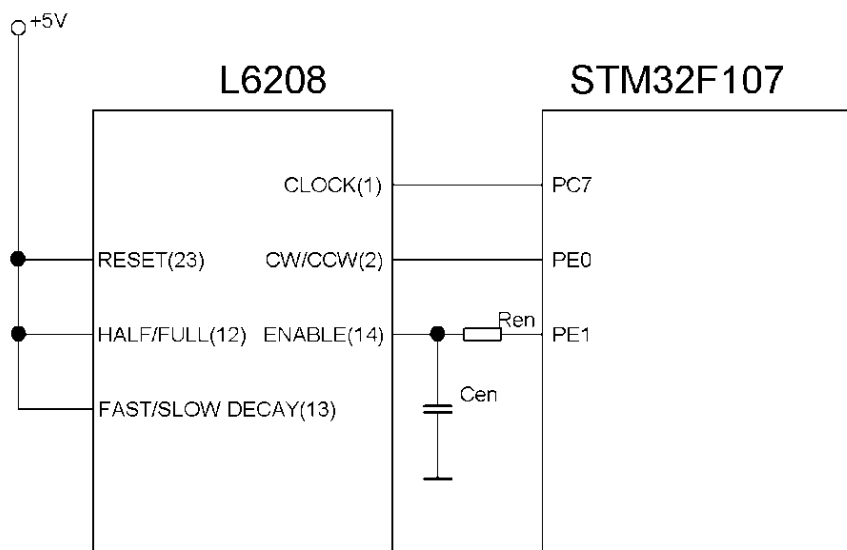 +5V
L6208
STM32F107
CLOCK(1)
PC7
RESET(23)
CW/CCW(2)
PE0
HALF/FULL(12)
ENABLE(14)
Ren
PE1
Cen
FAST/SLOW DECAY(13)